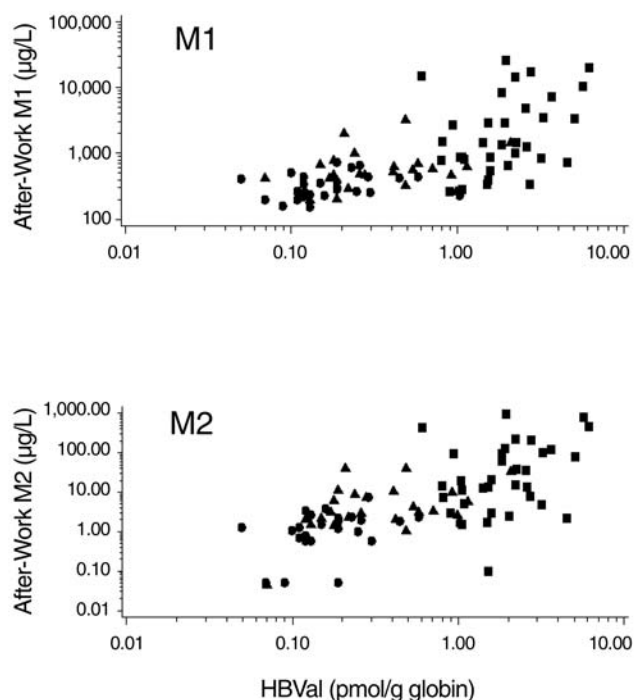 M1
After-Work M1 (µg/L)
100,000
10,000
1,000
100
0.01 0.10 1.00 10.00
M2
After-Work M2 (µg/L)
1,000.00
100.00
10.00
1.00
0.10
0.01
0.01 0.10 1.00 10.00
HBVal (pmol/g globin)